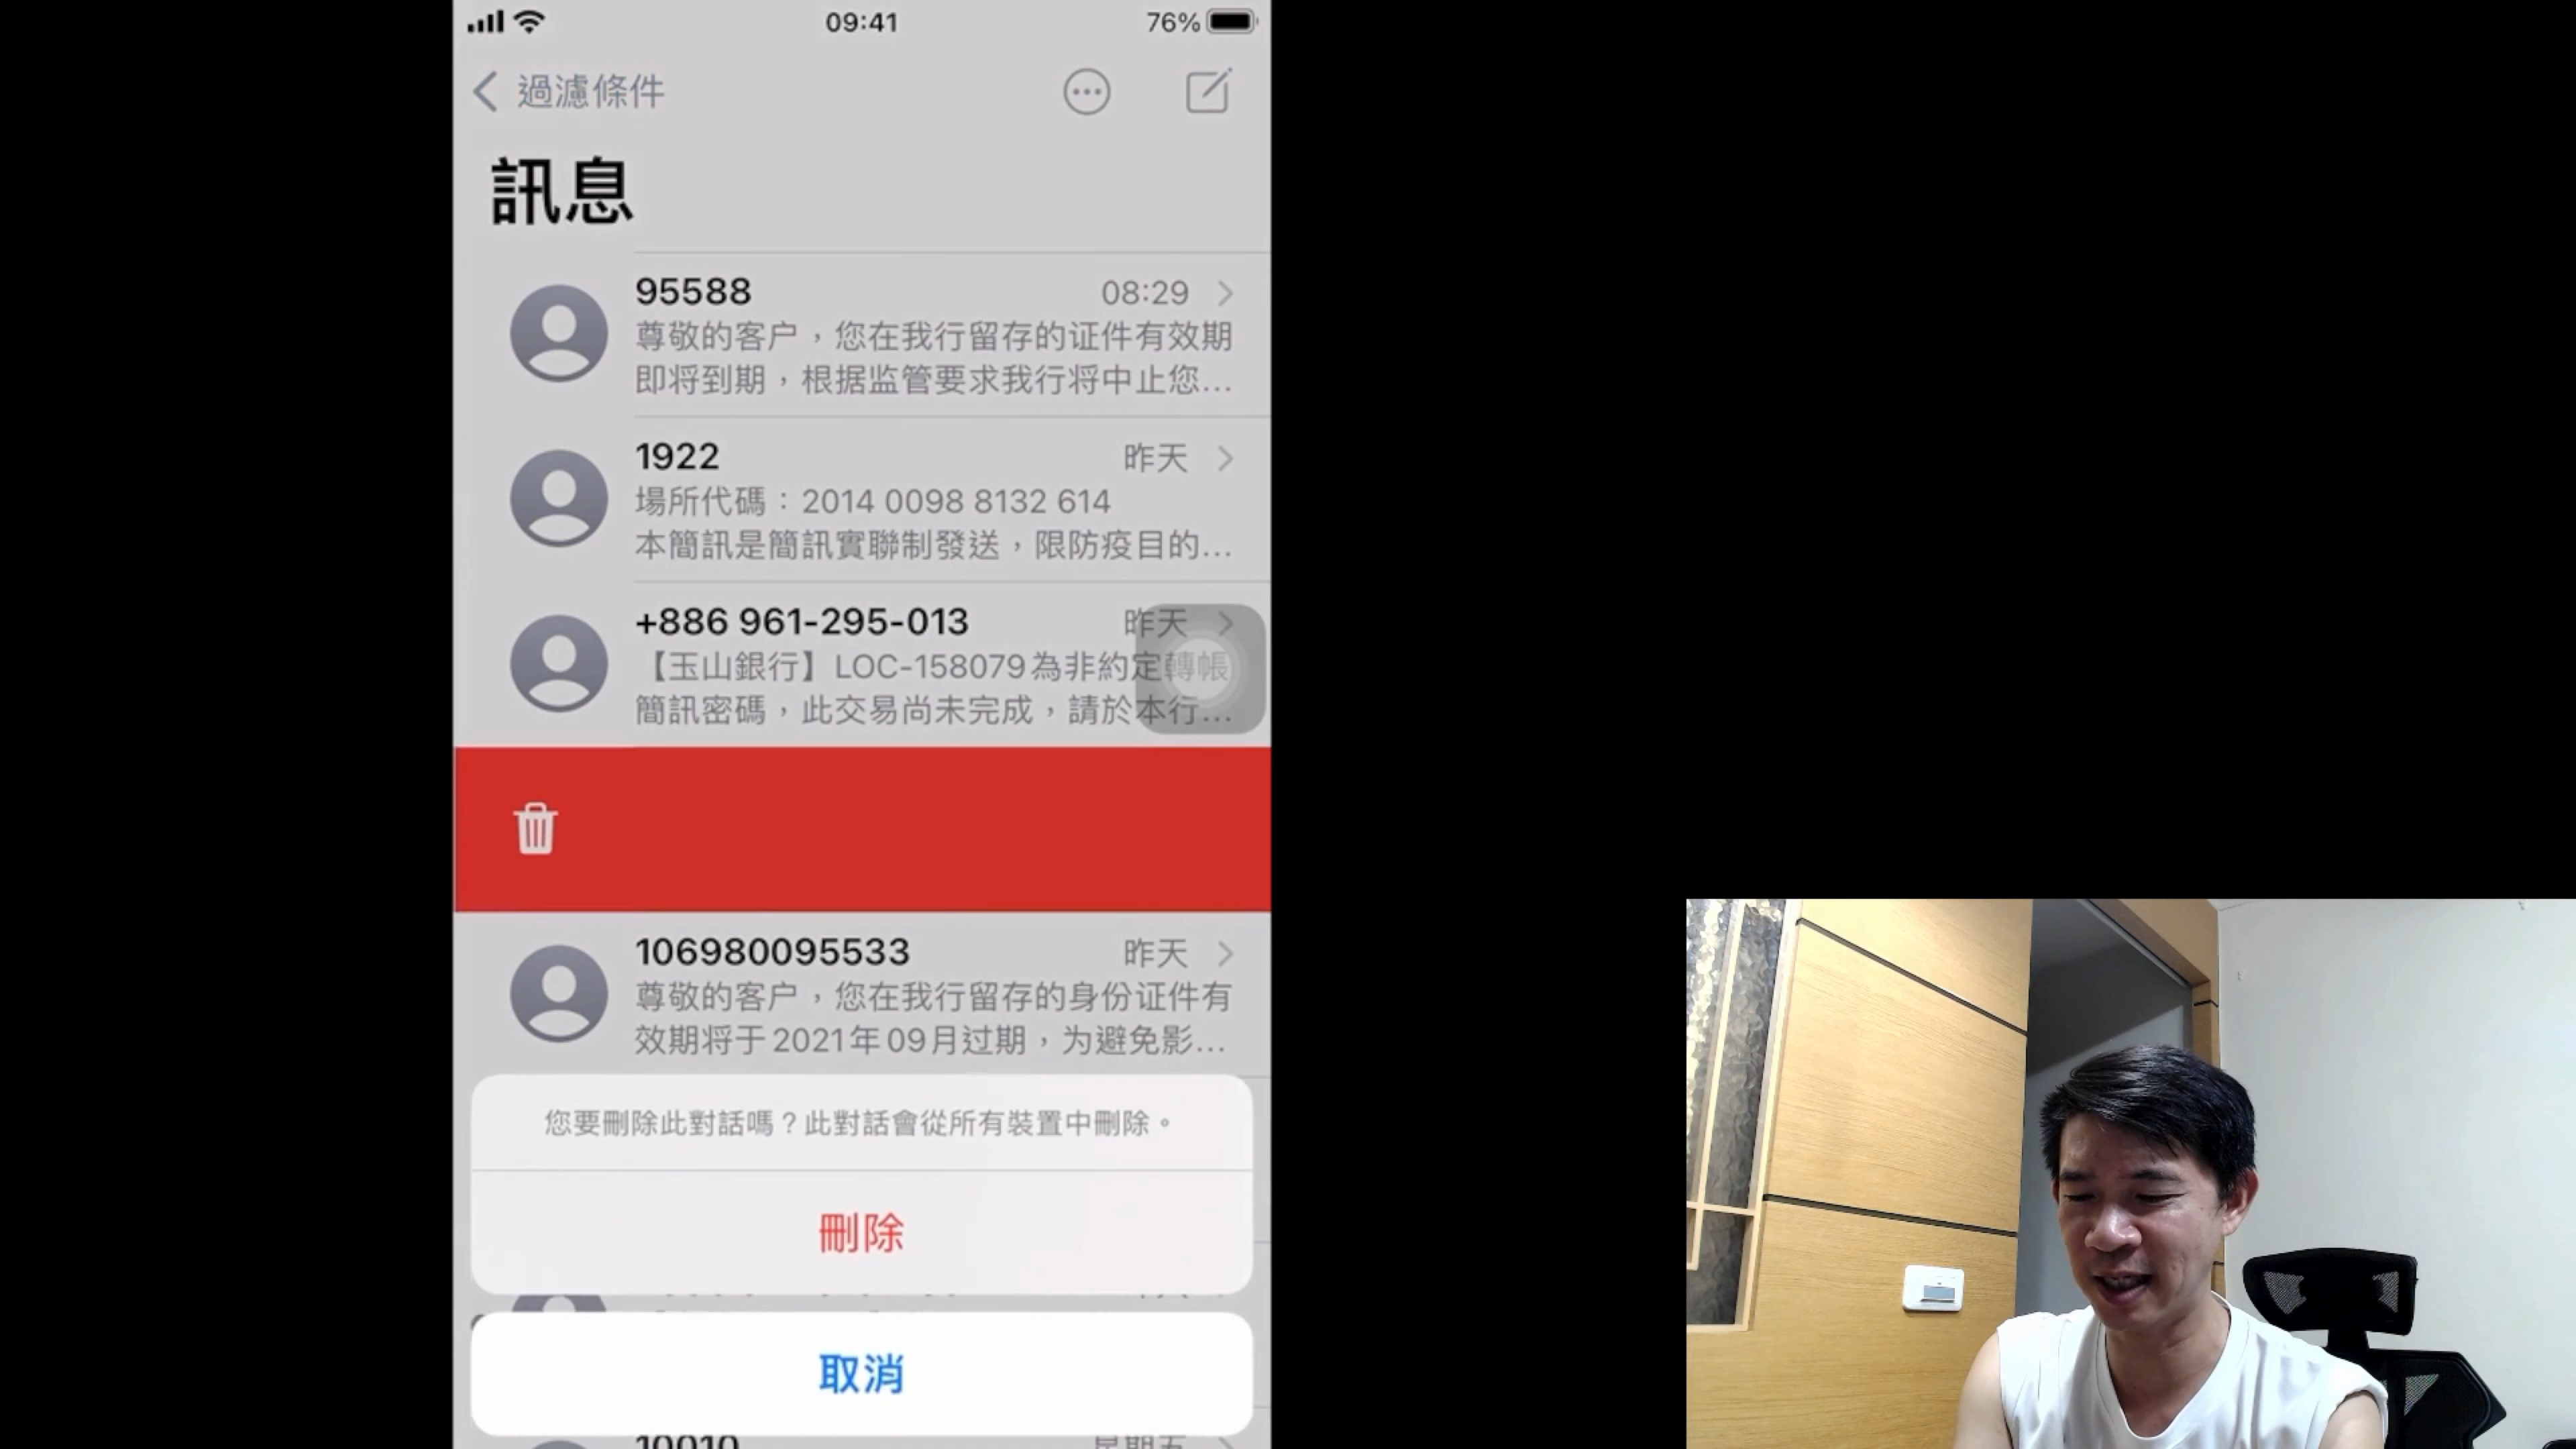 09:41
76%
過濾條件
訊息
95588
08:29
尊敬的客户，您在我行留存的证件有效期
即将到期，根据监管要求我行将中止您...
1922
昨天
場所代碼：2014 0098 8132 614
本簡訊是簡訊實聯制發送，限防疫目的...
+886 961-295-013
昨天
【玉山銀行】LOC-158079為非約定轉帳
簡訊密碼，此交易尚未完成，請於本行...
106980095533
昨天
尊敬的客户，您在我行留存的身份证件有
效期将于2021年09月过期，为避免影...
您要刪除此對話嗎？此對話會從所有裝置中刪除。
刪除
取消
10010
星期五